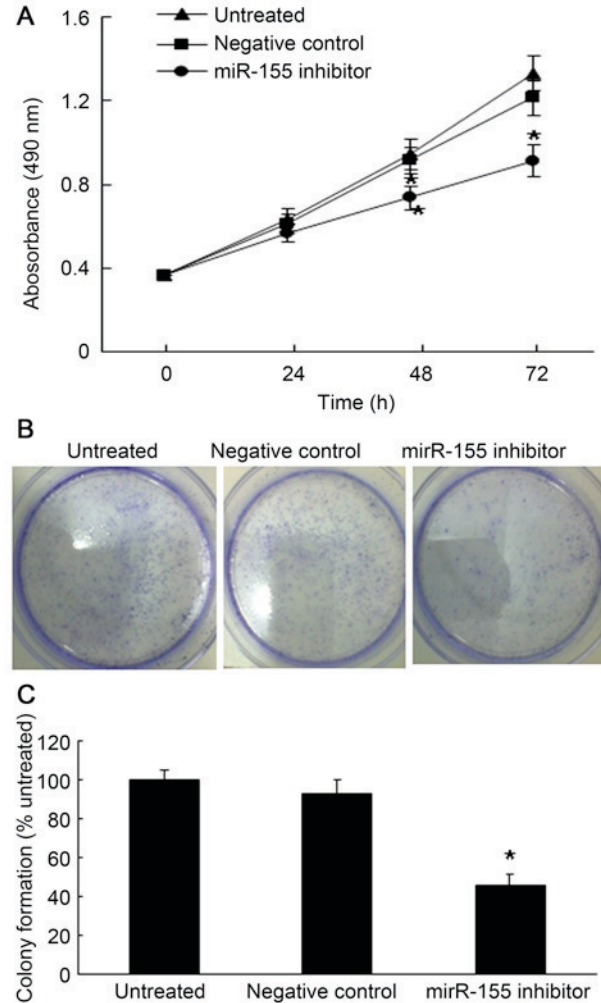 A
Untreated
Negative control
miR-155 inhibitor
Abosorbance (490 nm)
1.6
1.2
0.8
0.4
0
*
*
*
0 24 48 72
Time (h)
B
Untreated Negative control mirR-155 inhibitor
C
Colony formation (% untreated)
120
100
80
60
40
20
0
*
Untreated Negative control mirR-155 inhibitor